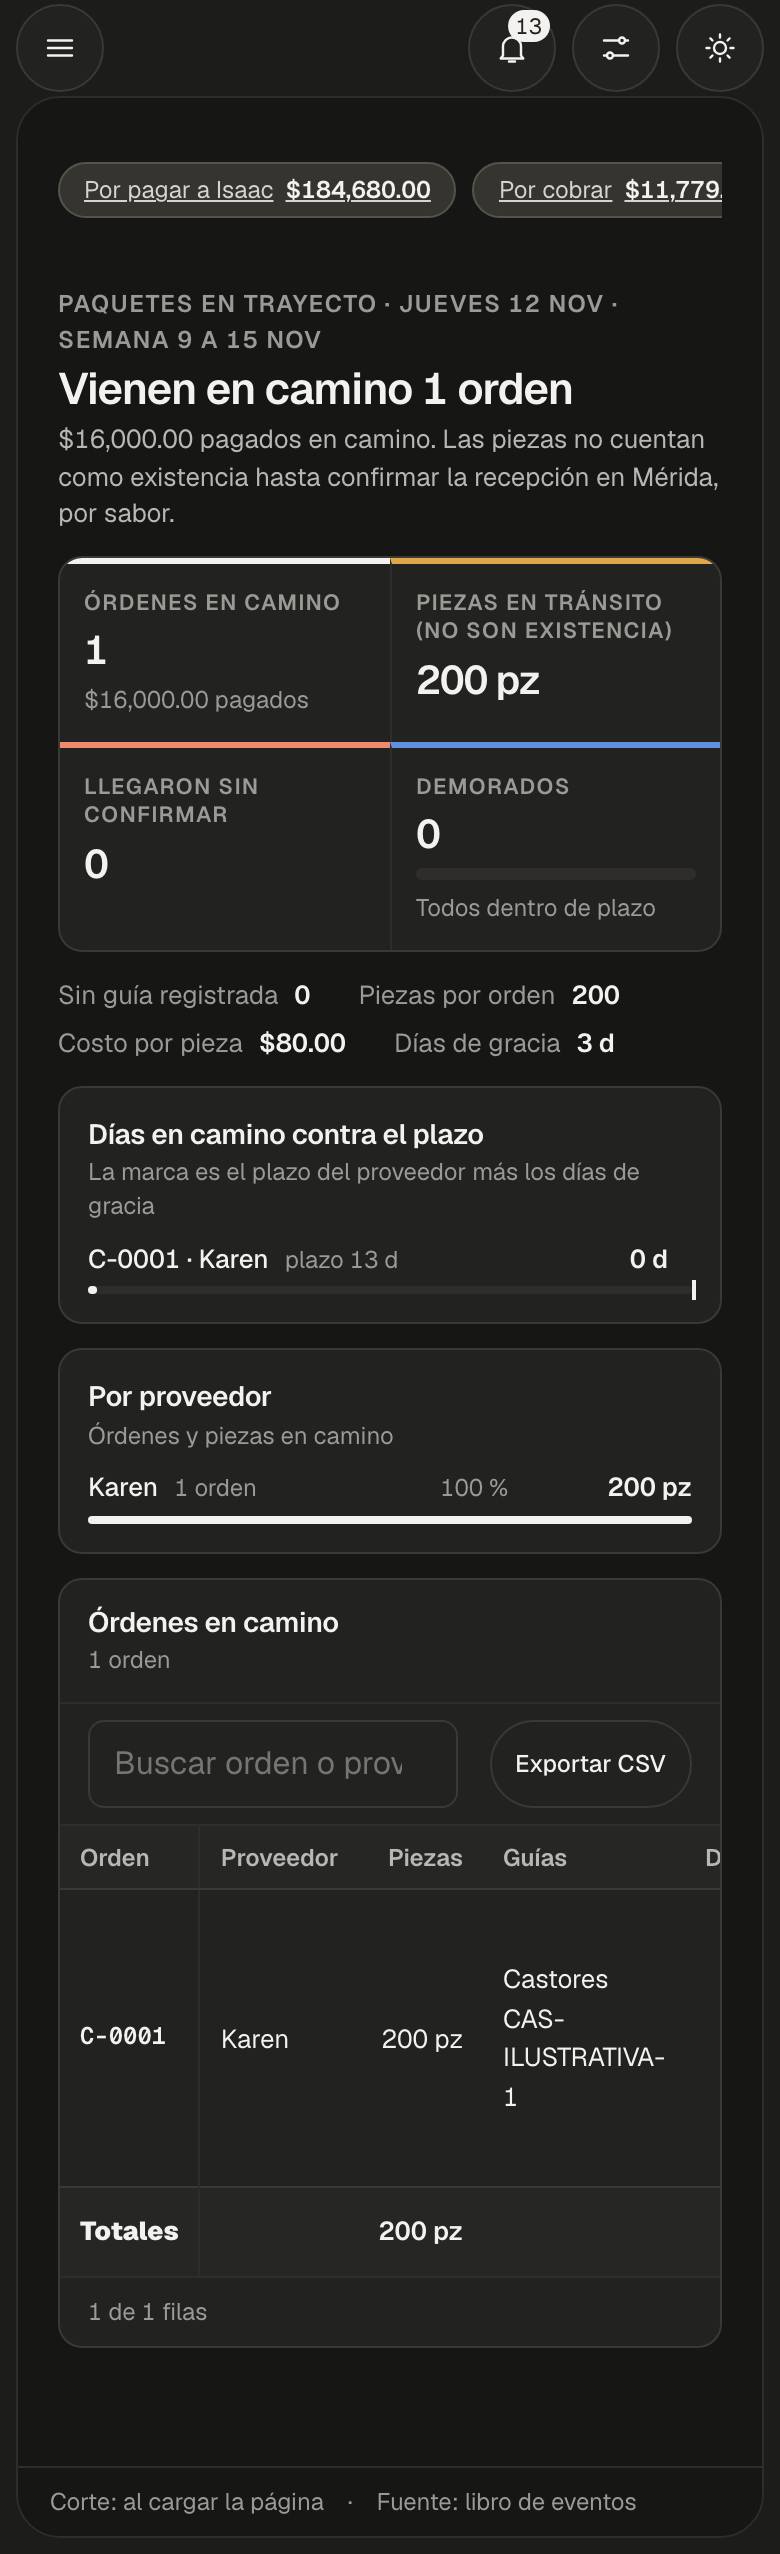 13
Por pagar a Isaac $184,680.00 Por cobrar $11,779.
PAQUETES EN TRAYECTO · JUEVES 12 NOV ·
SEMANA 9 A 15 NOV
Vienen en camino 1 orden
$16,000.00 pagados en camino. Las piezas no cuentan
como existencia hasta confirmar la recepción en Mérida,
por sabor.
ÓRDENES EN CAMINO
1
$16,000.00 pagados
PIEZAS EN TRÁNSITO
(NO SON EXISTENCIA)
200 pz
LLEGARON SIN
CONFIRMAR
0
DEMORADOS
0
Todos dentro de plazo
Sin guía registrada 0 Piezas por orden 200
Costo por pieza $80.00 Días de gracia 3 d
Días en camino contra el plazo
La marca es el plazo del proveedor más los días de
gracia
C-0001 · Karen plazo 13 d 0 d
Por proveedor
Órdenes y piezas en camino
Karen 1 orden 100 % 200 pz
Órdenes en camino
1 orden
Buscar orden o prov Exportar CSV
Orden Proveedor Piezas Guías D
C-0001 Karen 200 pz
Castores
CAS-
ILUSTRATIVA-
1
Totales 200 pz
1 de 1 filas
Corte: al cargar la página · Fuente: libro de eventos